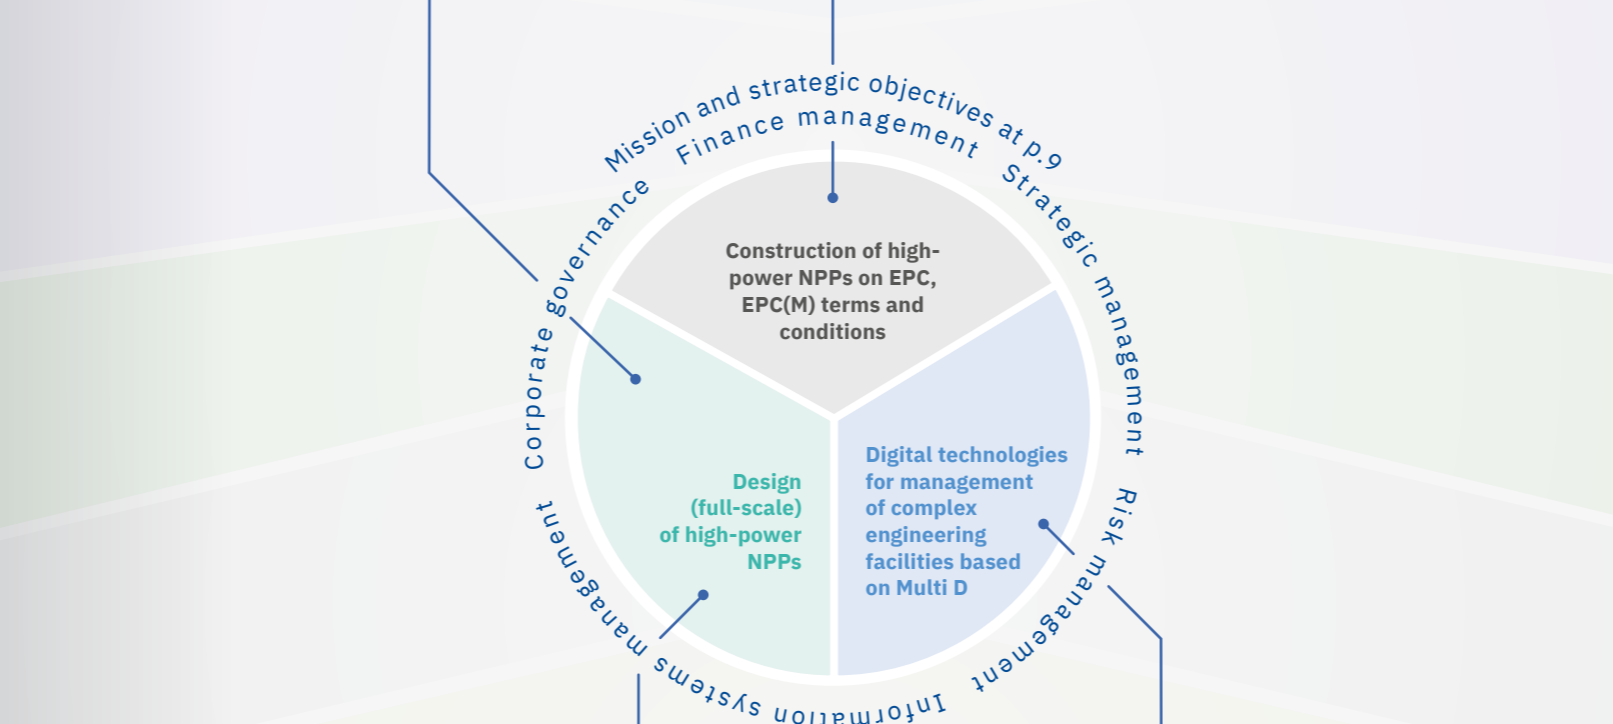 Mission and strategic objectives at p.9
Finance management
Corporate governance
Strategic management
Construction of high-
power NPPs on EPC,
EPC(M) terms and
conditions
Design
(full-scale)
of high-power
NPPs
Digital technologies
for management
of complex
engineering
facilities based
on Multi D
Risk management
Information systems management